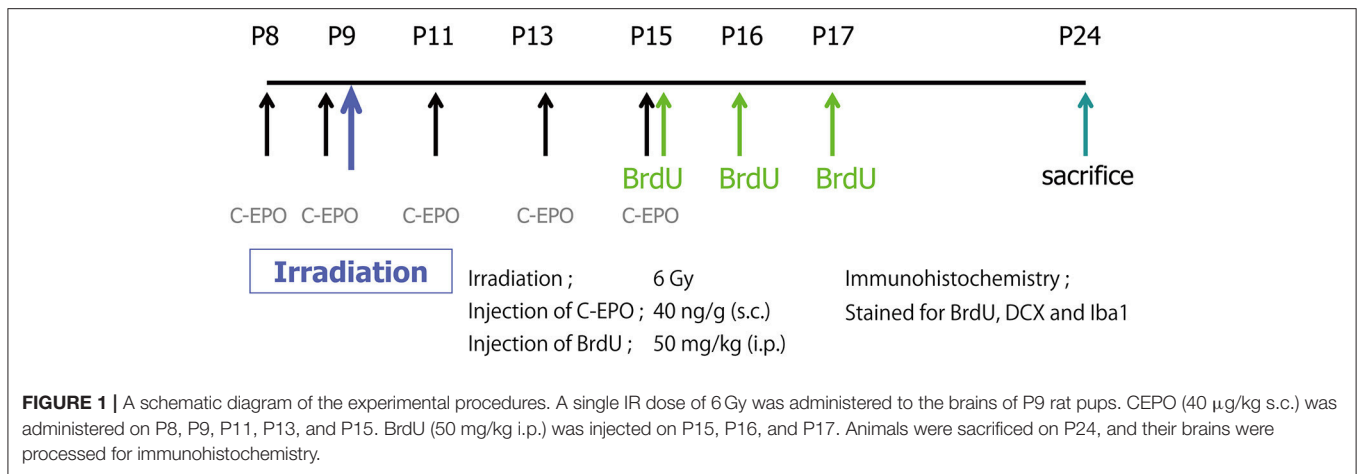 P8 P9 P11 P13 P15 P16 P17 P24
BrdU BrdU BrdU sacrifice
C-EPO C-EPO C-EPO C-EPO C-EPO
Irradiation
Irradiation ; 6 Gy
Injection of C-EPO ; 40 ng/g (s.c.)
Injection of BrdU ; 50 mg/kg (i.p.)
Immunohistochemistry ;
Stained for BrdU, DCX and Iba1
FIGURE 1 | A schematic diagram of the experimental procedures. A single IR dose of 6 Gy was administered to the brains of P9 rat pups. CEPO (40 μg/kg s.c.) was
administered on P8, P9, P11, P13, and P15. BrdU (50 mg/kg i.p.) was injected on P15, P16, and P17. Animals were sacrificed on P24, and their brains were
processed for immunohistochemistry.